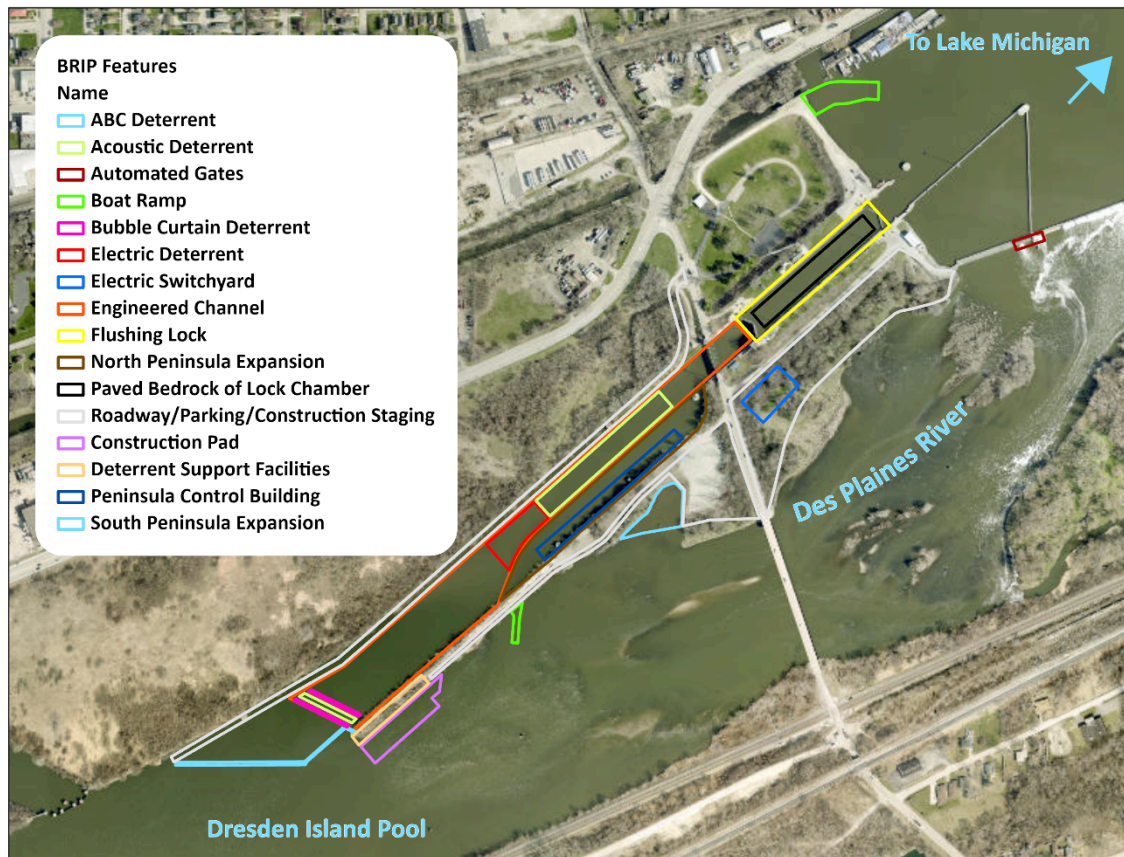 To Lake Michigan
BRIP Features
Name
ABC Deterrent
Acoustic Deterrent
Automated Gates
Boat Ramp
Bubble Curtain Deterrent
Electric Deterrent
Electric Switchyard
Engineered Channel
Flushing Lock
North Peninsula Expansion
Paved Bedrock of Lock Chamber
Roadway/Parking/Construction Staging
Construction Pad
Deterrent Support Facilities
Peninsula Control Building
South Peninsula Expansion
Des Plaines River
Dresden Island Pool